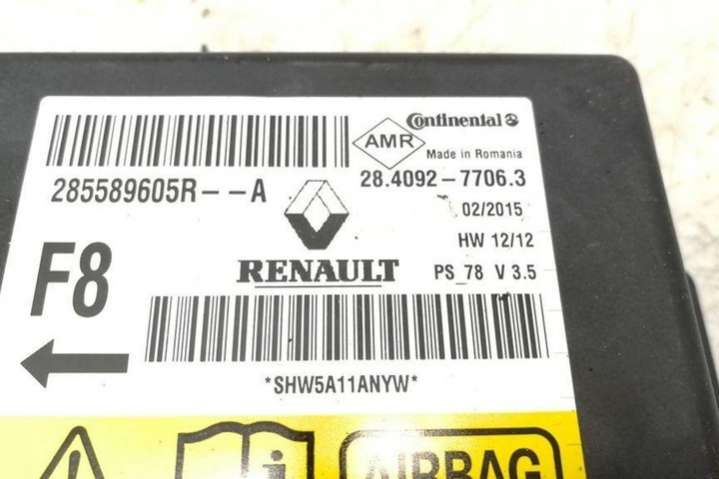 Continental
AMR
Made in Romania
285589605R--A
28.4092-7706.3
02/2015
HW 12/12
F8
RENAULT
PS_78 V 3.5
*SHW5A11ANYW*
AIRBAG